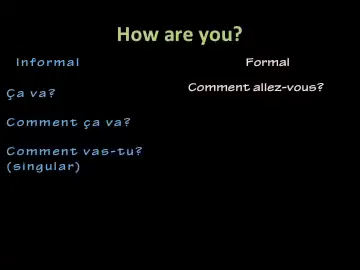 How are you?
Informal
Ça va?
Comment ça va?
Comment vas-tu?
(singular)
Formal
Comment allez-vous?